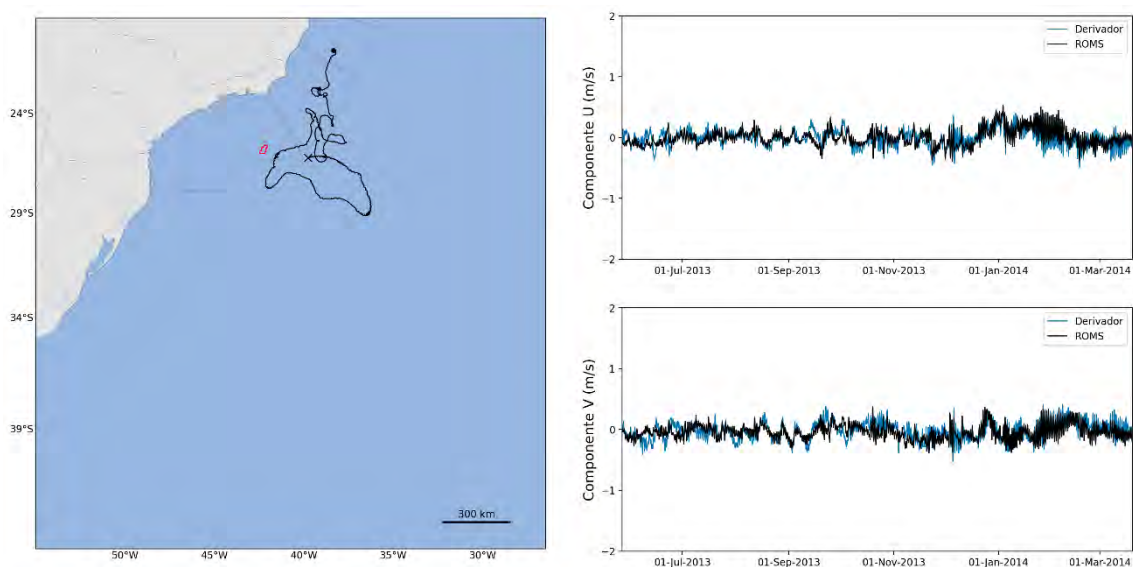 24°S
29°S
34°S
39°S
300 km
50°W
45°W
40°W
35°W
30°W
Componente U (m/s)
2
1
0
−1
−2
Derivador
ROMS
01-Jul-2013
01-Sep-2013
01-Nov-2013
01-Jan-2014
01-Mar-2014
Componente V (m/s)
2
1
0
−1
−2
Derivador
ROMS
01-Jul-2013
01-Sep-2013
01-Nov-2013
01-Jan-2014
01-Mar-2014